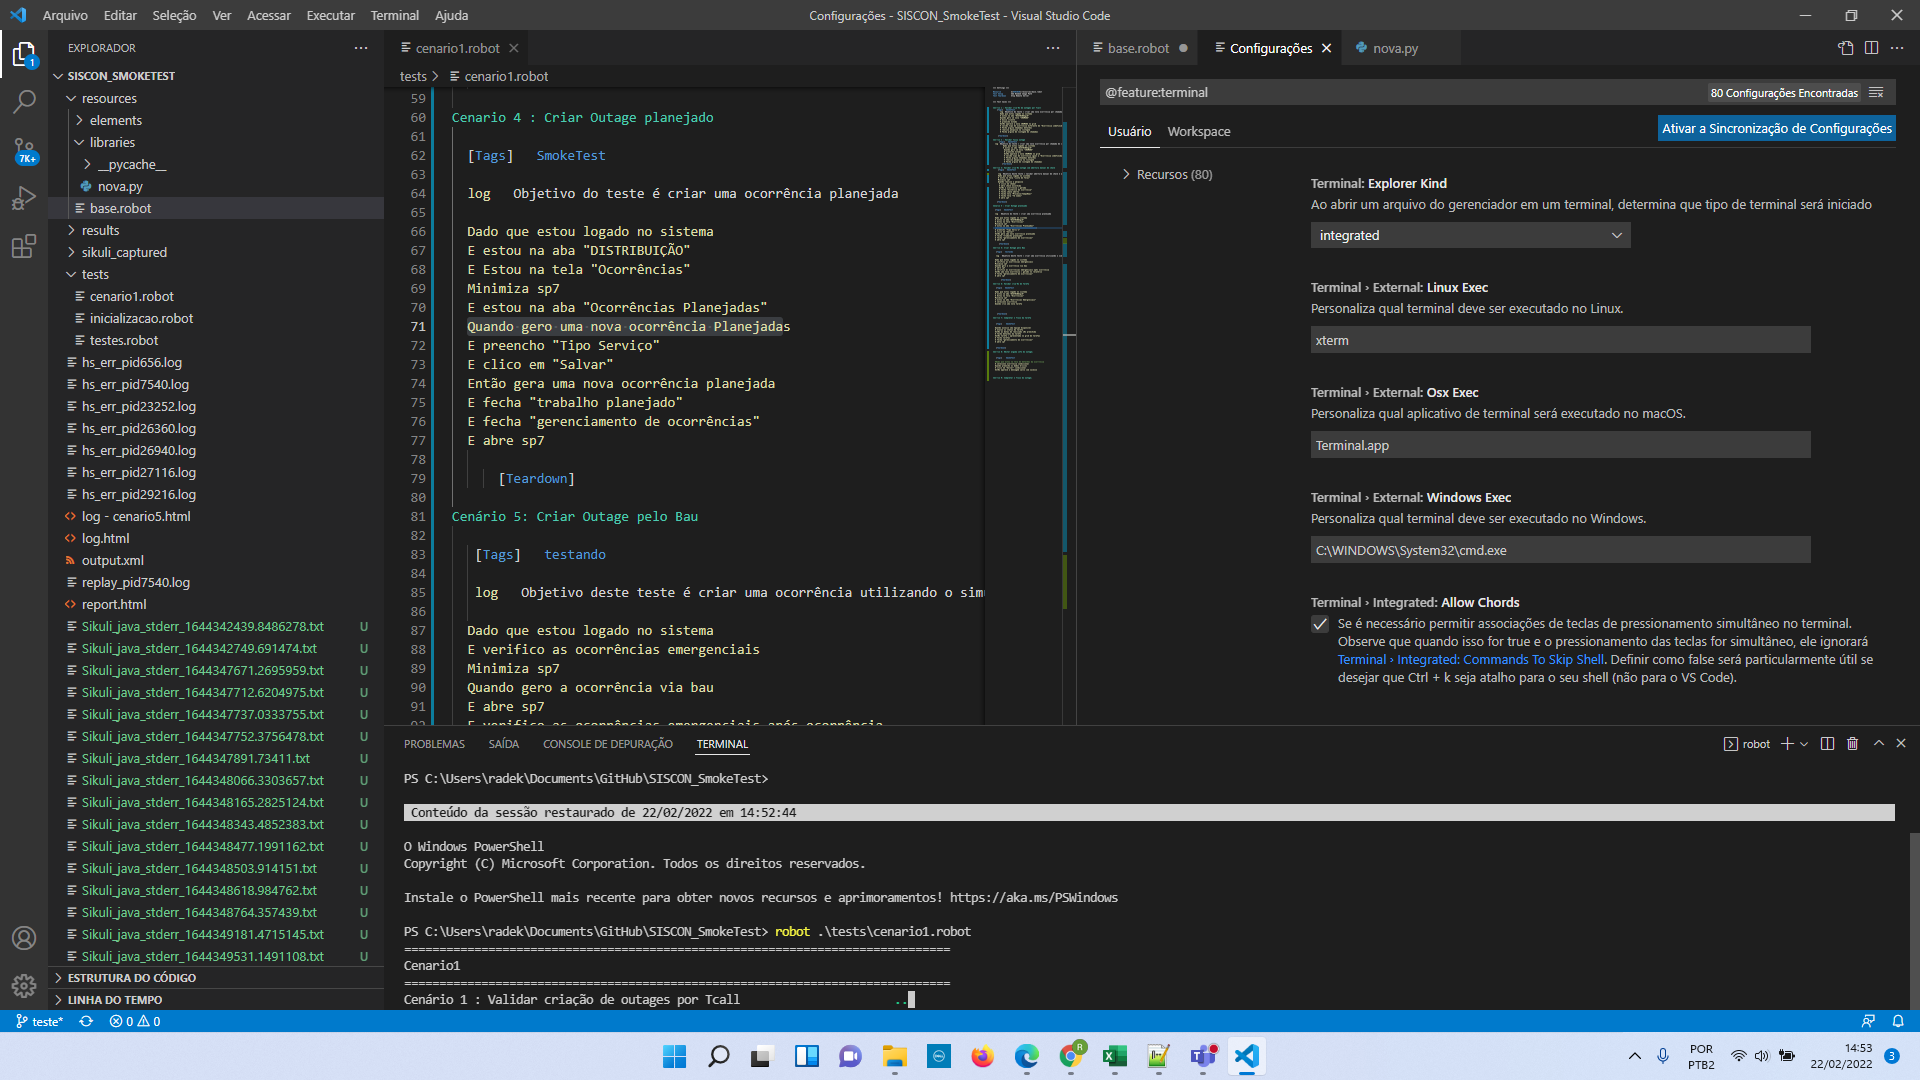 Arquivo Editar Seleção Ver Acessar Executar Terminal Ajuda
Configurações - SISCON_SmokeTest - Visual Studio Code
EXPLORADOR
SISCON_SMOKETEST
resources
elements
libraries
__pycache__
nova.py
base.robot
results
sikuli_captured
tests
cenario1.robot
inicializacao.robot
testes.robot
hs_err_pid656.log
hs_err_pid7540.log
hs_err_pid23252.log
hs_err_pid26360.log
hs_err_pid26940.log
hs_err_pid27116.log
hs_err_pid29216.log
log - cenario5.html
log.html
output.xml
replay_pid7540.log
report.html
Sikuli_java_stderr_1644342439.8486278.txt U
Sikuli_java_stderr_1644342749.691474.txt U
Sikuli_java_stderr_1644347671.2695959.txt U
Sikuli_java_stderr_1644347712.6204975.txt U
Sikuli_java_stderr_1644347737.0333755.txt U
Sikuli_java_stderr_1644347752.3756478.txt U
Sikuli_java_stderr_1644347891.73411.txt U
Sikuli_java_stderr_1644348066.3303657.txt U
Sikuli_java_stderr_1644348165.2825124.txt U
Sikuli_java_stderr_1644348343.4852383.txt U
Sikuli_java_stderr_1644348477.1991162.txt U
Sikuli_java_stderr_1644348503.914151.txt U
Sikuli_java_stderr_1644348618.984762.txt U
Sikuli_java_stderr_1644348764.357439.txt U
Sikuli_java_stderr_1644349181.4715145.txt U
Sikuli_java_stderr_1644349531.1491108.txt U
ESTRUTURA DO CÓDIGO
LINHA DO TEMPO
1
7K+
cenario1.robot
tests > cenario1.robot
59
60 Cenario 4 : Criar Outage planejado
61
62 [Tags] SmokeTest
63
64 log Objetivo do teste é criar uma ocorrência planejada
65
66 Dado que estou logado no sistema
67 E estou na aba "DISTRIBUIÇÃO"
68 E Estou na tela "Ocorrências"
69 Minimiza sp7
70 E estou na aba "Ocorrências Planejadas"
71 Quando gero uma nova ocorrência Planejadas
72 E preencho "Tipo Serviço"
73 E clico em "Salvar"
74 Então gera uma nova ocorrência planejada
75 E fecha "trabalho planejado"
76 E fecha "gerenciamento de ocorrências"
77 E abre sp7
78
79 [Teardown]
80
81 Cenário 5: Criar Outage pelo Bau
82
83 [Tags] testando
84
85 log Objetivo deste teste é criar uma ocorrência utilizando o sim
86
87 Dado que estou logado no sistema
88 E verifico as ocorrências emergenciais
89 Minimiza sp7
90 Quando gero a ocorrência via bau
91 E abre sp7
92 E verifico as ocorrências emergenciais após ocorrência
base.robot
Configurações
nova.py
@feature:terminal
80 Configurações Encontradas
Usuário Workspace
Ativar a Sincronização de Configurações
Recursos (80)
Terminal: Explorer Kind
Ao abrir um arquivo do gerenciador em um terminal, determina que tipo de terminal será iniciado
integrated
Terminal › External: Linux Exec
Personaliza qual terminal deve ser executado no Linux.
xterm
Terminal › External: Osx Exec
Personaliza qual aplicativo de terminal será executado no macOS.
Terminal.app
Terminal › External: Windows Exec
Personaliza qual terminal deve ser executado no Windows.
C:\WINDOWS\System32\cmd.exe
Terminal › Integrated: Allow Chords
Se é necessário permitir associações de teclas de pressionamento simultâneo no terminal.
Observe que quando isso for true e o pressionamento das teclas for simultâneo, ele ignorará
Terminal › Integrated: Commands To Skip Shell. Definir como false será particularmente útil se
desejar que Ctrl + k seja atalho para o seu shell (não para o VS Code).
PROBLEMAS SAÍDA CONSOLE DE DEPURAÇÃO TERMINAL
robot
PS C:\Users\radek\Documents\GitHub\SISCON_SmokeTest>
Conteúdo da sessão restaurado de 22/02/2022 em 14:52:44
O Windows PowerShell
Copyright (C) Microsoft Corporation. Todos os direitos reservados.
Instale o PowerShell mais recente para obter novos recursos e aprimoramentos! https://aka.ms/PSWindows
PS C:\Users\radek\Documents\GitHub\SISCON_SmokeTest> robot .\tests\cenario1.robot
==============================================================================
Cenario1
==============================================================================
Cenário 1 : Validar criação de outages por Tcall ..
teste* 0 0
POR
PTB2
14:53
22/02/2022
3